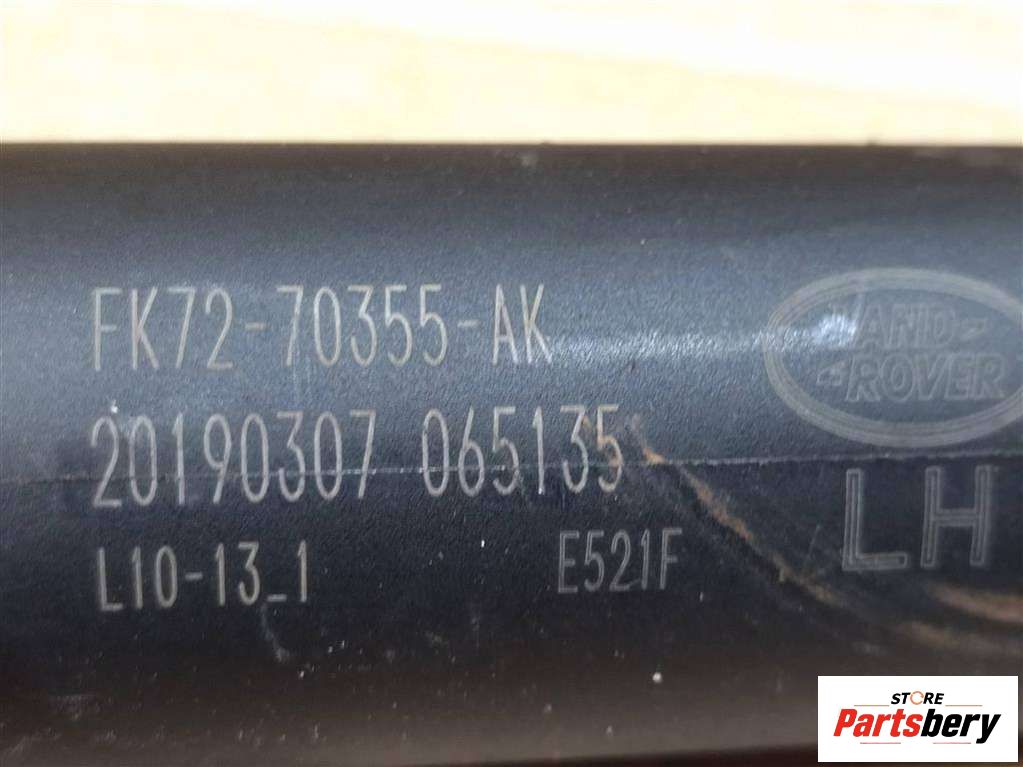 FK72-70355-AK
20190307 065135
L10-13_1 E521F
LAND-
-ROVER
LH
STORE
Partsbery